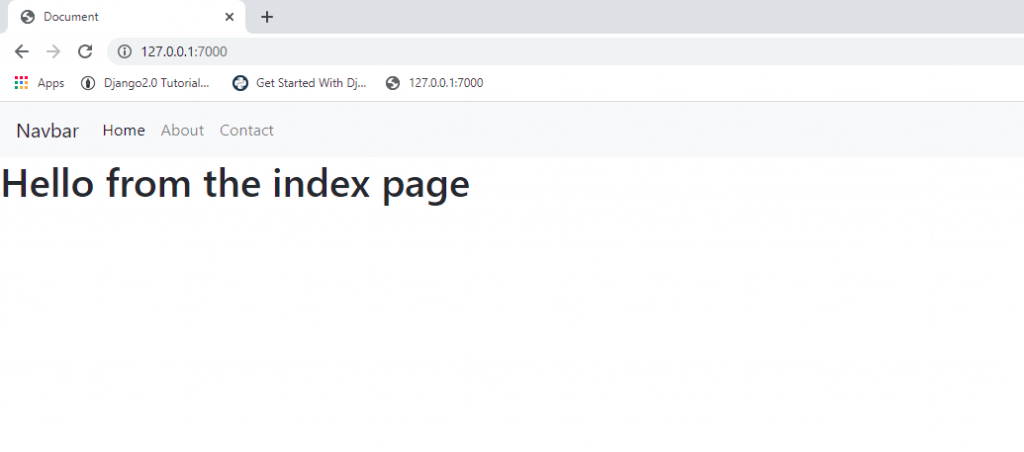 Document
127.0.0.1:7000
Apps Django2.0 Tutorial... Get Started With Dj... 127.0.0.1:7000
Navbar Home About Contact
Hello from the index page